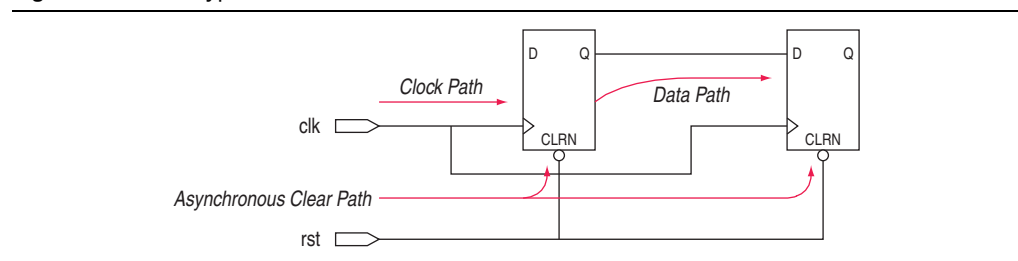 D Q
D Q
Clock Path
Data Path
clk
CLRN
CLRN
Asynchronous Clear Path
rst